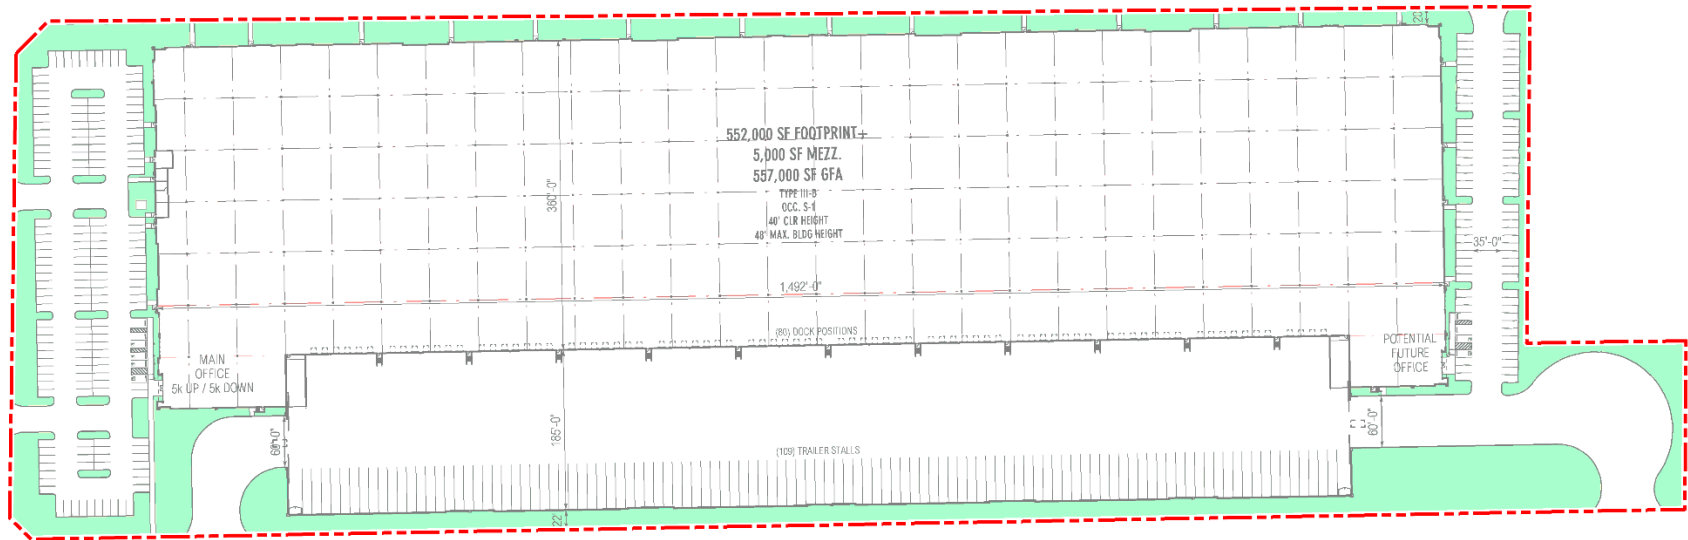 20'
552,000 SF FOOTPRINT+
5,000 SF MEZZ.
557,000 SF GFA
TYPE III-B
OCC. S-1
40' CLR HEIGHT
48' MAX. BLDG HEIGHT
360'-0"
35'-0"
1,492'-0"
(80) DOCK POSITIONS
MAIN
OFFICE
5k UP / 5k DOWN
POTENTIAL
FUTURE
OFFICE
60'-0"
185'-0"
60'-0"
(109) TRAILER STALLS
22'